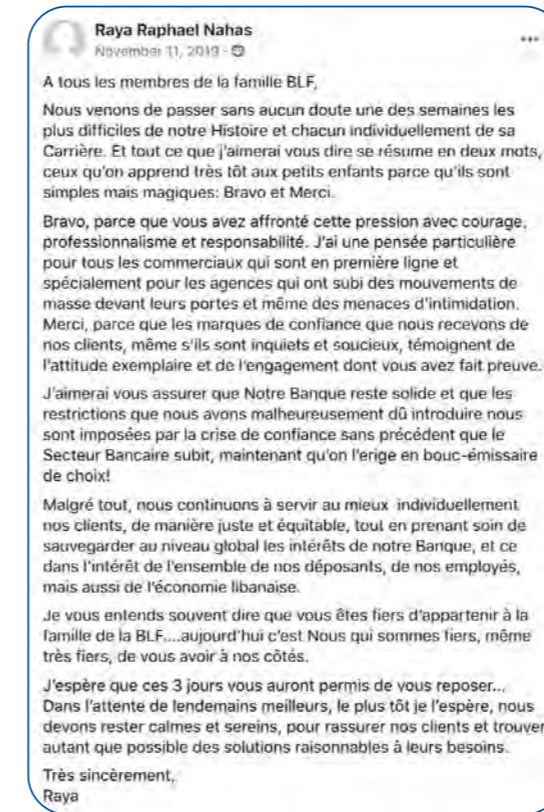 Raya Raphael Nahas
November 11, 2019 ·
A tous les membres de la famille BLF,
Nous venons de passer sans aucun doute une des semaines les
plus difficiles de notre Histoire et chacun individuellement de sa
Carrière. Et tout ce que j'aimerai vous dire se résume en deux mots,
ceux qu'on apprend très tôt aux petits enfants parce qu'ils sont
simples mais magiques: Bravo et Merci.
Bravo, parce que vous avez affronté cette pression avec courage,
professionnalisme et responsabilité. J'ai une pensée particulière
pour tous les commerciaux qui sont en première ligne et
spécialement pour les agences qui ont subi des mouvements de
masse devant leurs portes et même des menaces d'intimidation.
Merci, parce que les marques de confiance que nous recevons de
nos clients, même s'ils sont inquiets et soucieux, témoignent de
l'attitude exemplaire et de l'engagement dont vous avez fait preuve.
J'aimerai vous assurer que Notre Banque reste solide et que les
restrictions que nous avons malheureusement dû introduire nous
sont imposées par la crise de confiance sans précédent que le
Secteur Bancaire subit, maintenant qu'on l'erige en bouc-émissaire
de choix!
Malgré tout, nous continuons à servir au mieux individuellement
nos clients, de manière juste et équitable, tout en prenant soin de
sauvegarder au niveau global les intérêts de notre Banque, et ce
dans l'intérêt de l'ensemble de nos déposants, de nos employés,
mais aussi de l'économie libanaise.
Je vous entends souvent dire que vous êtes fiers d'appartenir à la
famille de la BLF....aujourd'hui c'est Nous qui sommes fiers, même
très fiers, de vous avoir à nos côtés.
J'espère que ces 3 jours vous auront permis de vous reposer...
Dans l'attente de lendemains meilleurs, le plus tôt je l'espère, nous
devons rester calmes et sereins, pour rassurer nos clients et trouver
autant que possible des solutions raisonnables à leurs besoins.
Très sincèrement,
Raya